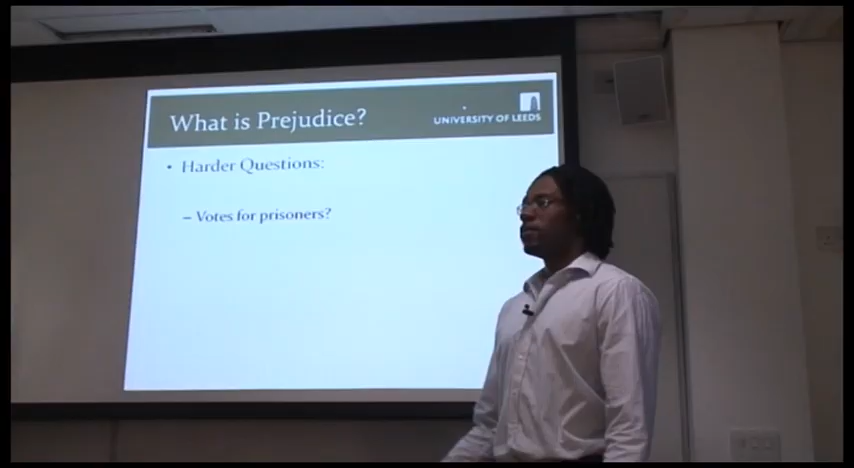 What is Prejudice?
UNIVERSITY OF LEEDS
• Harder Questions:
– Votes for prisoners?